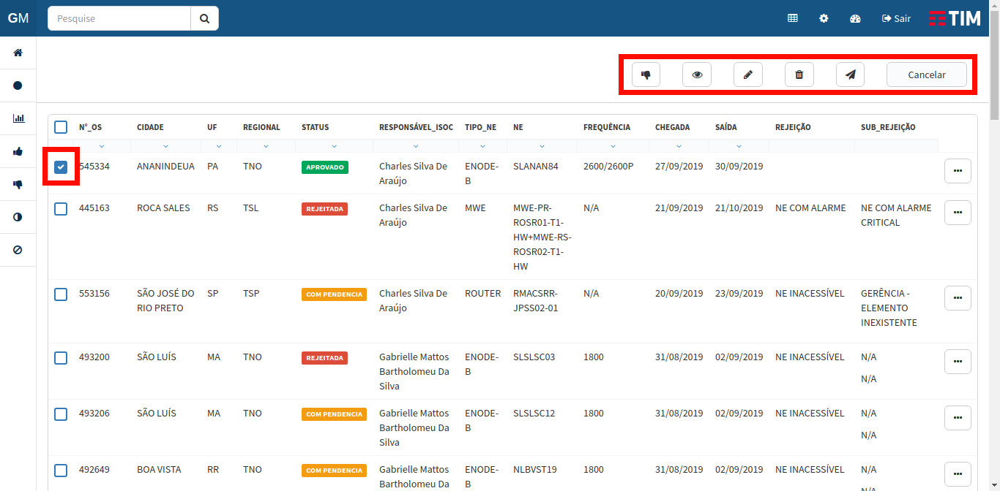 GM
Pesquise
Sair
TIM
Cancelar
N°_OS CIDADE UF REGIONAL STATUS RESPONSÁVEL_ISOC TIPO_NE NE FREQUÊNCIA CHEGADA SAÍDA REJEIÇÃO SUB_REJEIÇÃO
545334 ANANINDEUA PA TNO APROVADO Charles Silva De ENODE- SLANAN84 2600/2600P 27/09/2019 30/09/2019
Araújo B
445163 ROCA SALES RS TSL REJEITADA Charles Silva De MWE MWE-PR- N/A 21/09/2019 21/10/2019 NE COM ALARME NE COM ALARME
Araújo ROSR01-T1- CRITICAL
HW+MWE-RS-
ROSR02-T1-
HW
553156 SÃO JOSÉ DO SP TSP COM PENDENCIA Charles Silva De ROUTER RMACSRR- N/A 20/09/2019 23/09/2019 NE INACESSÍVEL GERÊNCIA -
RIO PRETO Araújo JPSS02-01 ELEMENTO
INEXISTENTE
493200 SÃO LUÍS MA TNO REJEITADA Gabrielle Mattos ENODE- SLSLSC03 1800 31/08/2019 02/09/2019 NE INACESSÍVEL N/A
Bartholomeu Da B
N/A
Silva
493206 SÃO LUÍS MA TNO COM PENDENCIA Gabrielle Mattos ENODE- SLSLSC12 1800 31/08/2019 02/09/2019 NE INACESSÍVEL N/A
Bartholomeu Da B
N/A
Silva
492649 BOA VISTA RR TNO COM PENDENCIA Gabrielle Mattos ENODE- NLBVST19 1800 31/08/2019 02/09/2019 NE INACESSÍVEL N/A
Bartholomeu Da B
N/A